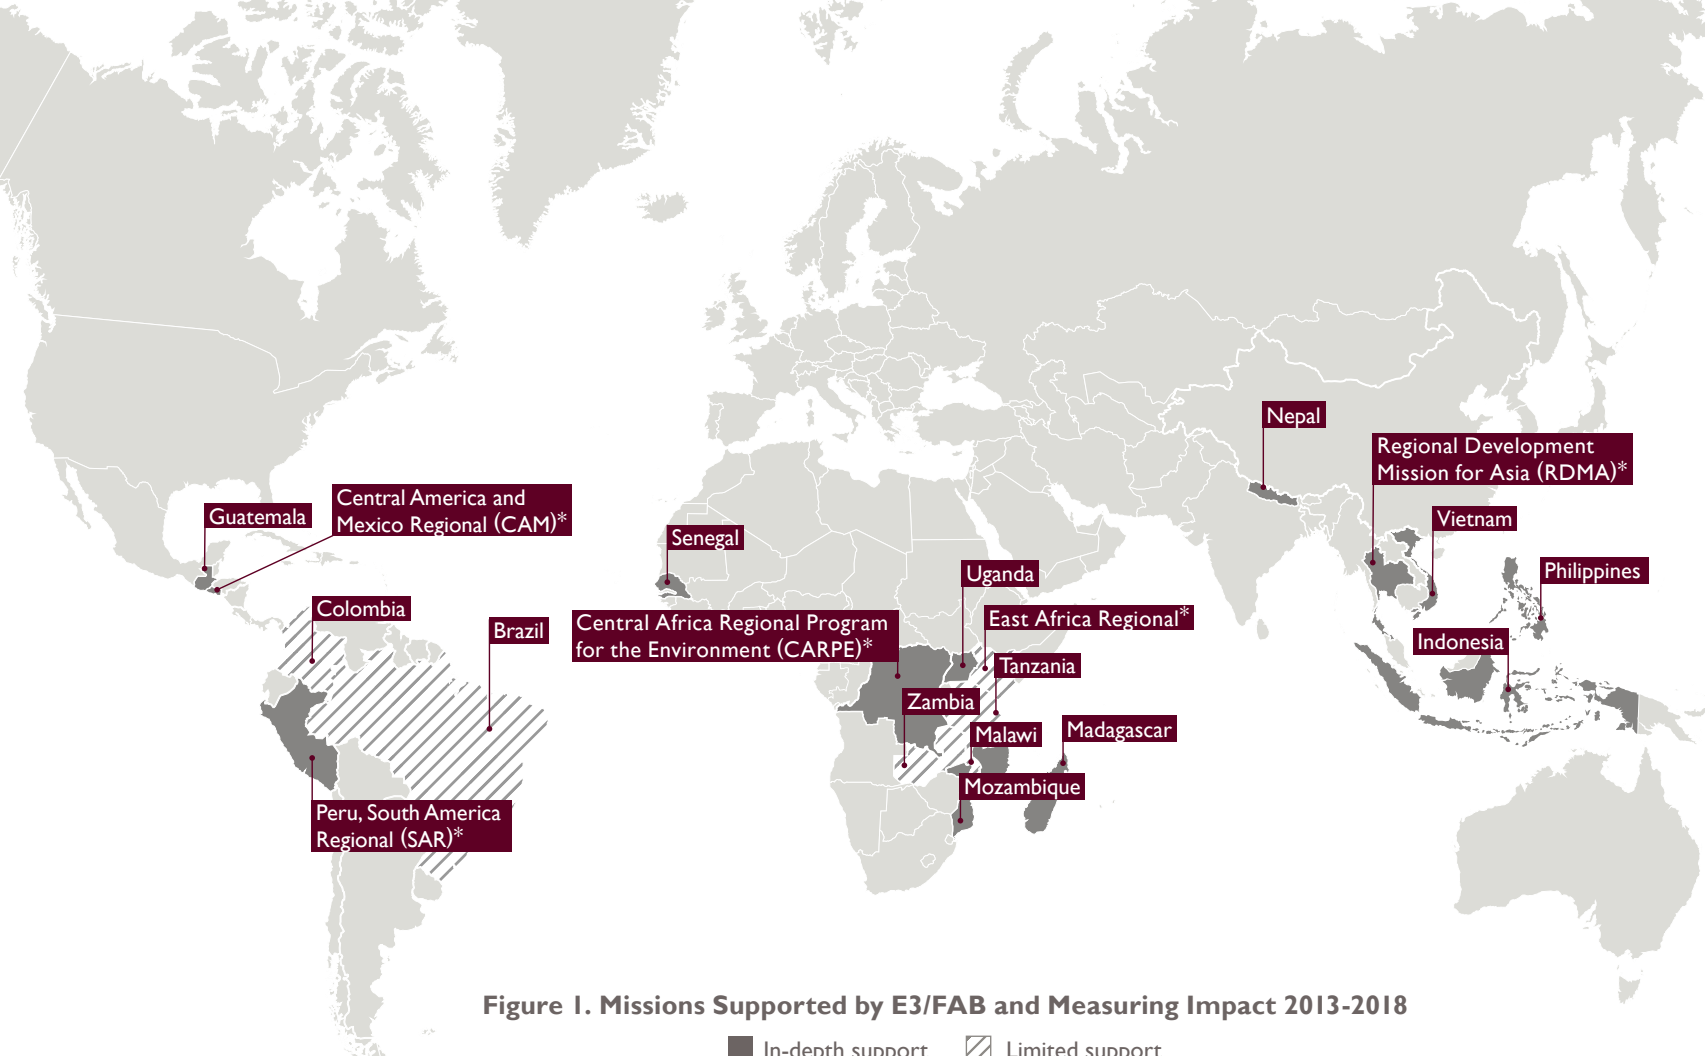 Nepal
Regional Development
Mission for Asia (RDMA)*
Central America and
Mexico Regional (CAM)*
Guatemala
Vietnam
Senegal
Philippines
Uganda
Colombia
East Africa Regional*
Brazil
Central Africa Regional Program
for the Environment (CARPE)*
Indonesia
Tanzania
Zambia
Madagascar
Malawi
Mozambique
Peru, South America
Regional (SAR)*
Figure 1. Missions Supported by E3/FAB and Measuring Impact 2013-2018
In-depth support
Limited support